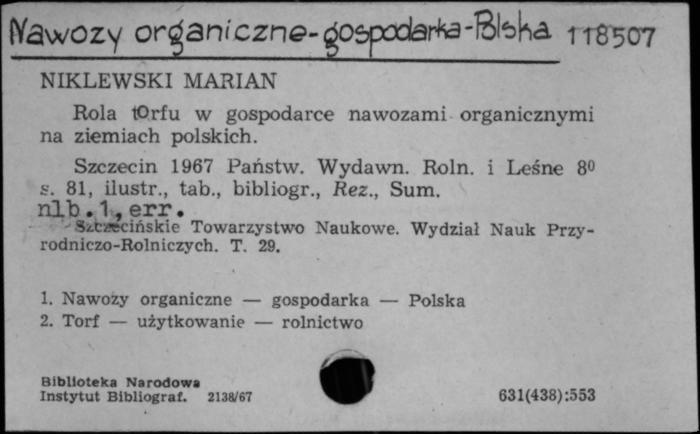 Nawozy organiczne-gospodarka-Polska 118507
NIKLEWSKI MARIAN
Rola tOrfu w gospodarce nawozami organicznymi
na ziemiach polskich.
Szczecin 1967 Państw. Wydawn. Roln. i Leśne 8⁰
s. 81, ilustr., tab., bibliogr., Rez., Sum.
nlb.1,err.
Szczecińskie Towarzystwo Naukowe. Wydział Nauk Przy-
rodniczo-Rolniczych. T. 29.
1. Nawozy organiczne — gospodarka — Polska
2. Torf — użytkowanie — rolnictwo
Biblioteka Narodowa
Instytut Bibliograf. 2138/67 631(438):553